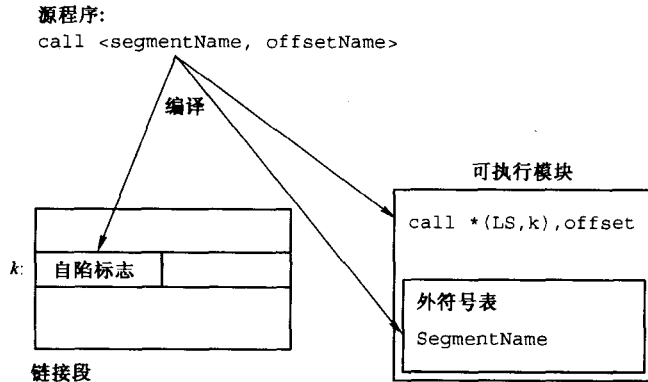 源程序:
call <segmentName, offsetName>
编译
可执行模块
call *(LS,k),offset
k:
自陷标志
外符号表
SegmentName
链接段